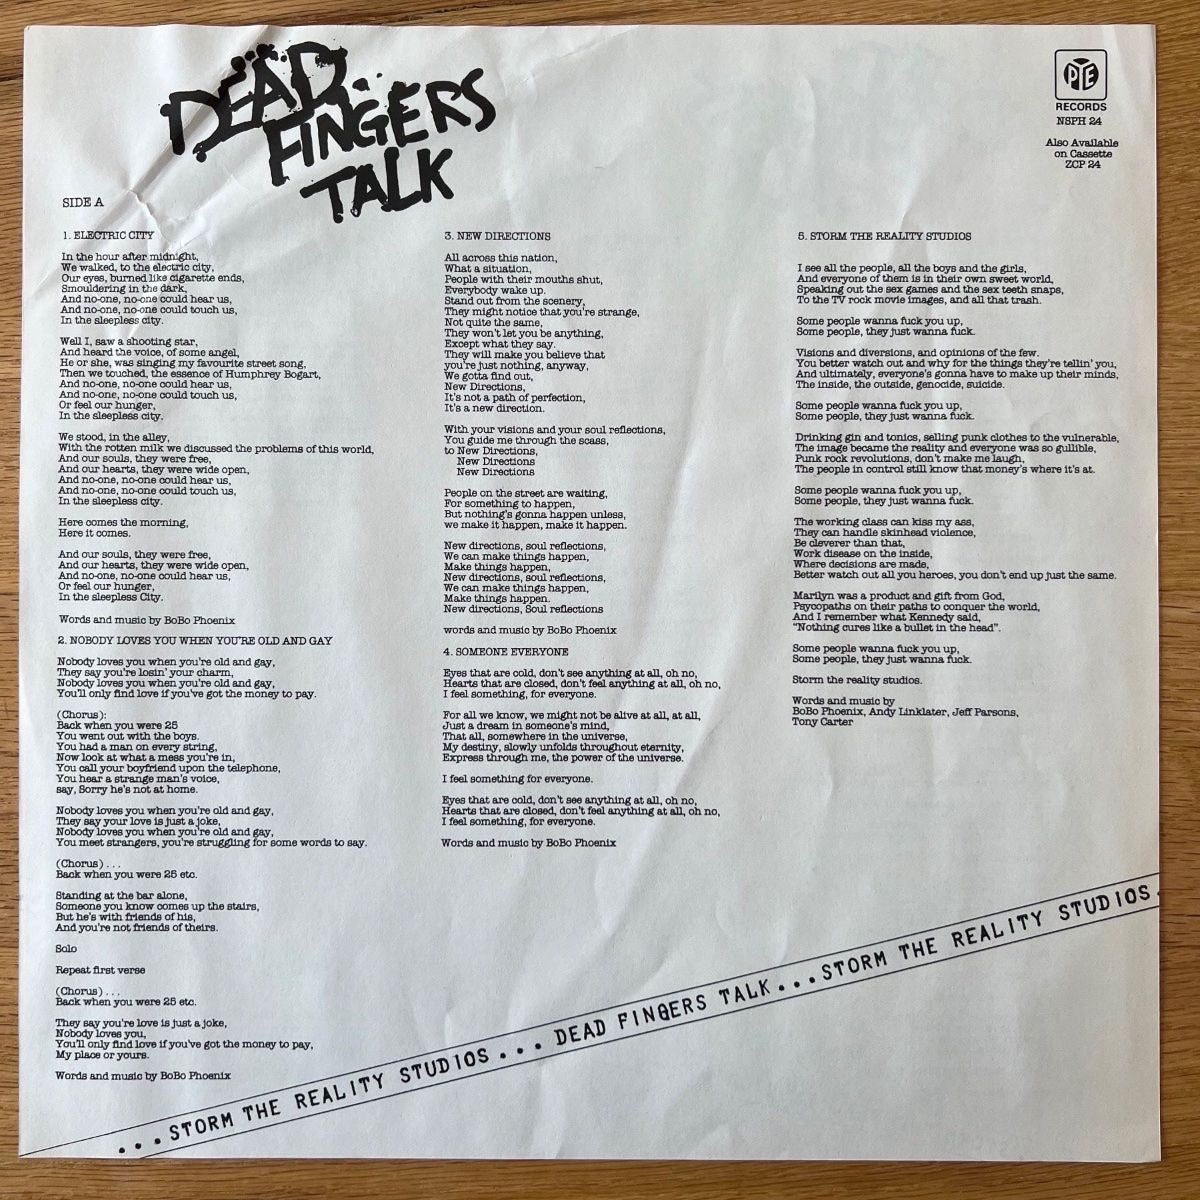 DEAD
FINGERS
TALK
PYE
RECORDS
NSPH 24
Also Available
on Cassette
ZCP 24
SIDE A
1. ELECTRIC CITY
In the hour after midnight,
We walked, to the electric city,
Our eyes, burned like cigarette ends,
Smouldering in the dark,
And no-one, no-one could hear us,
And no-one, no-one could touch us,
In the sleepless city.
Well I, saw a shooting star,
And heard the voice, of some angel,
He or she, was singing my favourite street song,
Then we touched, the essence of Humphrey Bogart,
And no-one, no-one could hear us,
And no-one, no-one could touch us,
Or feel our hunger,
In the sleepless city.
We stood, in the alley,
With the rotten milk we discussed the problems of this world,
And our souls, they were free,
And our hearts, they were wide open,
And no-one, no-one could hear us,
And no-one, no-one could touch us,
In the sleepless city.
Here comes the morning,
Here it comes.
And our souls, they were free,
And our hearts, they were wide open,
And no-one, no-one could hear us,
Or feel our hunger,
In the sleepless City.
Words and music by BoBo Phoenix
2. NOBODY LOVES YOU WHEN YOU'RE OLD AND GAY
Nobody loves you when you're old and gay,
They say you're losin' your charm,
Nobody loves you when you're old and gay,
You'll only find love if you've got the money to pay.
(Chorus):
Back when you were 25
You went out with the boys.
You had a man on every string,
Now look at what a mess you're in,
You call your boyfriend upon the telephone,
You hear a strange man's voice,
say, Sorry he's not at home.
Nobody loves you when you're old and gay,
They say your love is just a joke,
Nobody loves you when you're old and gay,
You meet strangers, you're struggling for some words to say.
(Chorus) . . .
Back when you were 25 etc.
Standing at the bar alone,
Someone you know comes up the stairs,
But he's with friends of his,
And you're not friends of theirs.
Solo
Repeat first verse
(Chorus) . . .
Back when you were 25 etc.
They say you're love is just a joke,
Nobody loves you,
You'll only find love if you've got the money to pay,
My place or yours.
Words and music by BoBo Phoenix
3. NEW DIRECTIONS
All across this nation,
What a situation,
People with their mouths shut,
Everybody wake up.
Stand out from the scenery,
They might notice that you're strange,
Not quite the same,
They won't let you be anything,
Except what they say.
They will make you believe that
you're just nothing, anyway,
We gotta find out,
New Directions,
It's not a path of perfection,
It's a new direction.
With your visions and your soul reflections,
You guide me through the scass,
to New Directions,
New Directions
New Directions
People on the street are waiting,
For something to happen,
But nothing's gonna happen unless,
we make it happen, make it happen.
New directions, soul reflections,
We can make things happen,
Make things happen,
New directions, soul reflections,
We can make things happen,
Make things happen.
New directions, Soul reflections
words and music by BoBo Phoenix
4. SOMEONE EVERYONE
Eyes that are cold, don't see anything at all, oh no,
Hearts that are closed, don't feel anything at all, oh no,
I feel something, for everyone.
For all we know, we might not be alive at all, at all,
Just a dream in someone's mind,
That all, somewhere in the universe,
My destiny, slowly unfolds throughout eternity,
Express through me, the power of the universe.
I feel something for everyone.
Eyes that are cold, don't see anything at all, oh no,
Hearts that are closed, don't feel anything at all, oh no,
I feel something, for everyone.
Words and music by BoBo Phoenix
5. STORM THE REALITY STUDIOS
I see all the people, all the boys and the girls,
And everyone of them is in their own sweet world,
Speaking out the sex games and the sex teeth snaps,
To the TV rock movie images, and all that trash.
Some people wanna fuck you up,
Some people, they just wanna fuck.
Visions and diversions, and opinions of the few.
You better watch out and why for the things they're tellin' you,
And ultimately, everyone's gonna have to make up their minds,
The inside, the outside, genocide, suicide.
Some people wanna fuck you up,
Some people, they just wanna fuck.
Drinking gin and tonics, selling punk clothes to the vulnerable,
The image became the reality and everyone was so gullible,
Punk rock revolutions, don't make me laugh,
The people in control still know that money's where it's at.
Some people wanna fuck you up,
Some people, they just wanna fuck.
The working class can kiss my ass,
They can handle skinhead violence,
Be cleverer than that,
Work disease on the inside,
Where decisions are made,
Better watch out all you heroes, you don't end up just the same.
Marilyn was a product and gift from God,
Psycopaths on their paths to conquer the world,
And I remember what Kennedy said,
"Nothing cures like a bullet in the head".
Some people wanna fuck you up,
Some people, they just wanna fuck.
Storm the reality studios.
Words and music by
BoBo Phoenix, Andy Linklater, Jeff Parsons,
Tony Carter
...STORM THE REALITY STUDIOS... DEAD FINGERS TALK...STORM THE REALITY STUDIOS.